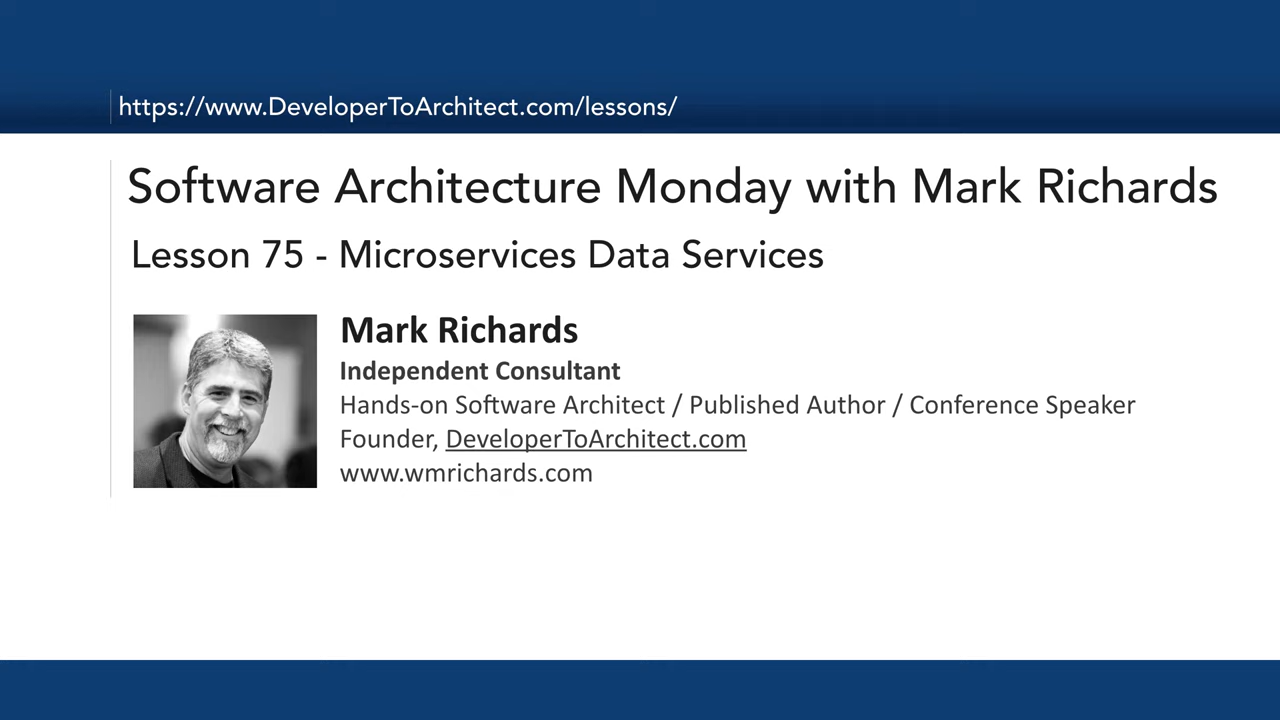 https://www.DeveloperToArchitect.com/lessons/
Software Architecture Monday with Mark Richards
Lesson 75 - Microservices Data Services
Mark Richards
Independent Consultant
Hands-on Software Architect / Published Author / Conference Speaker
Founder, DeveloperToArchitect.com
www.wmrichards.com